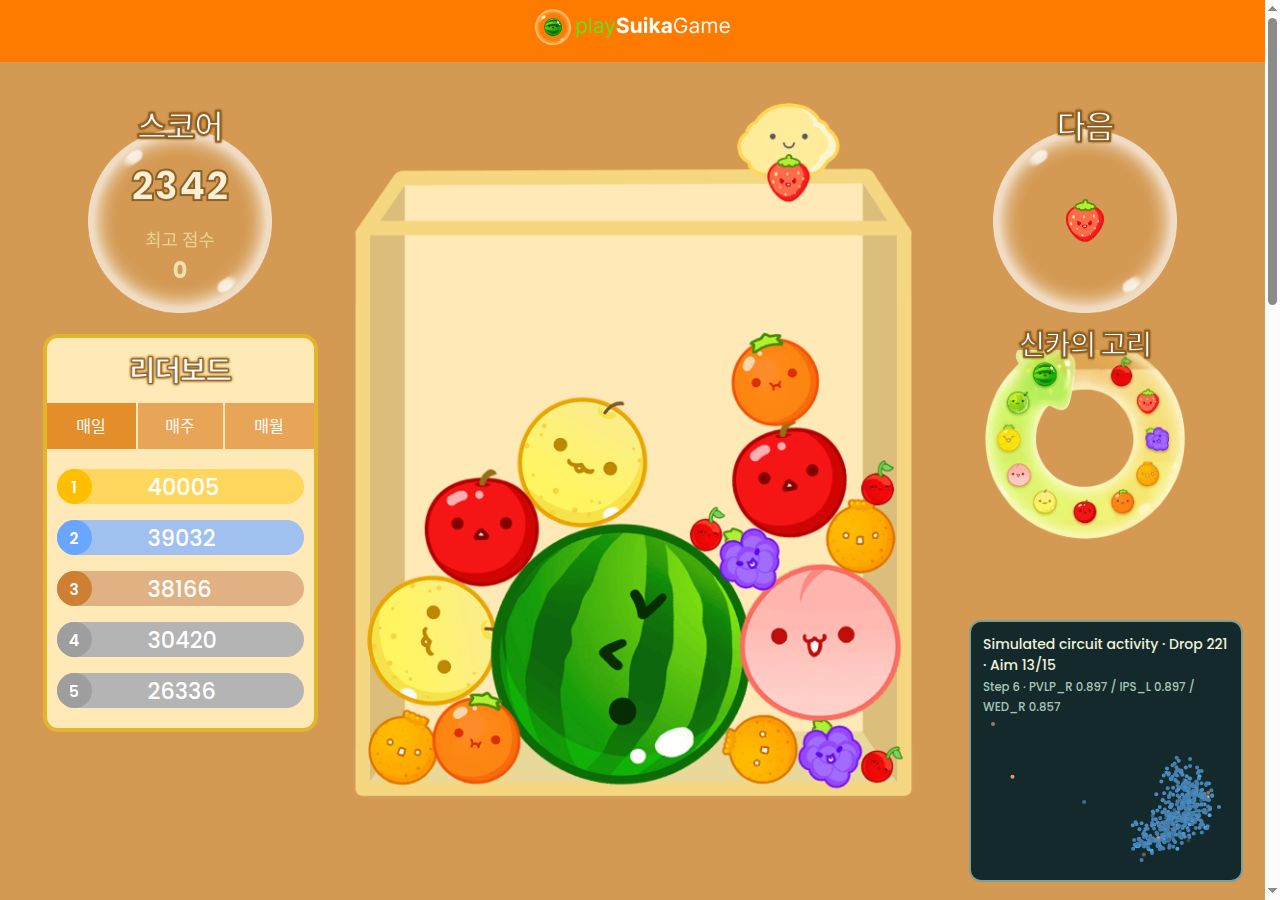 playSuikaGame
스코어
2342
최고 점수
0
다음
리더보드
매일 매주 매월
1 40005
2 39032
3 38166
4 30420
5 26336
신카의 고리
Simulated circuit activity · Drop 221
· Aim 13/15
Step 6 · PVLP_R 0.897 / IPS_L 0.897 /
WED_R 0.857